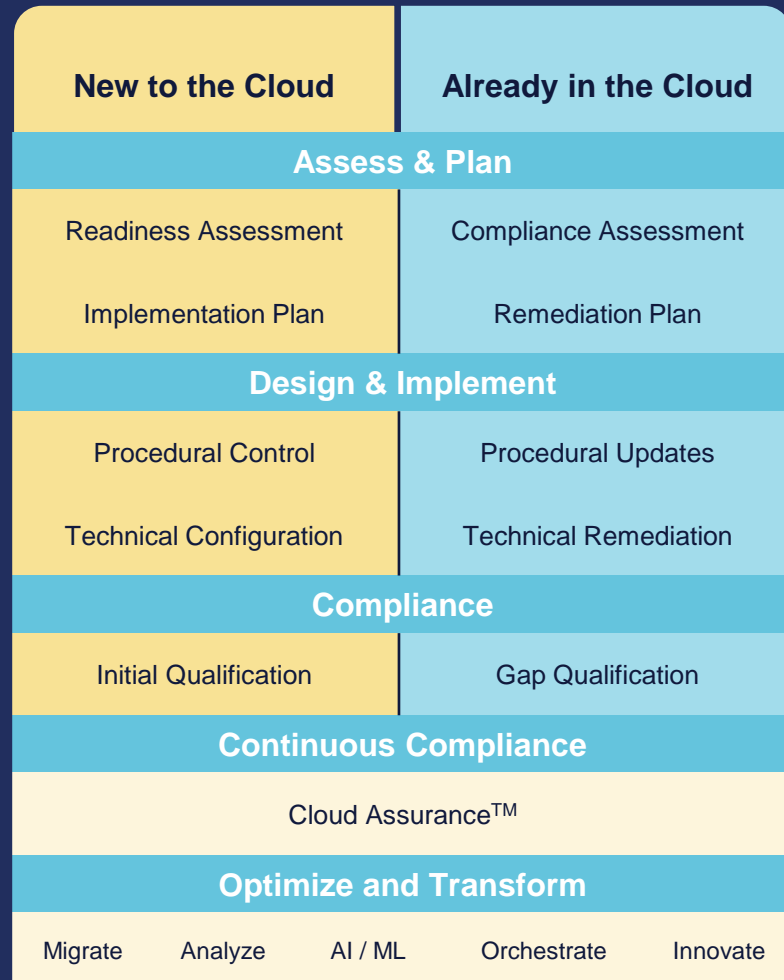 New to the Cloud
Already in the Cloud
Assess & Plan
Readiness Assessment
Compliance Assessment
Implementation Plan
Remediation Plan
Design & Implement
Procedural Control
Procedural Updates
Technical Configuration
Technical Remediation
Compliance
Initial Qualification
Gap Qualification
Continuous Compliance
Cloud Assurance™
Optimize and Transform
Migrate Analyze AI / ML Orchestrate Innovate